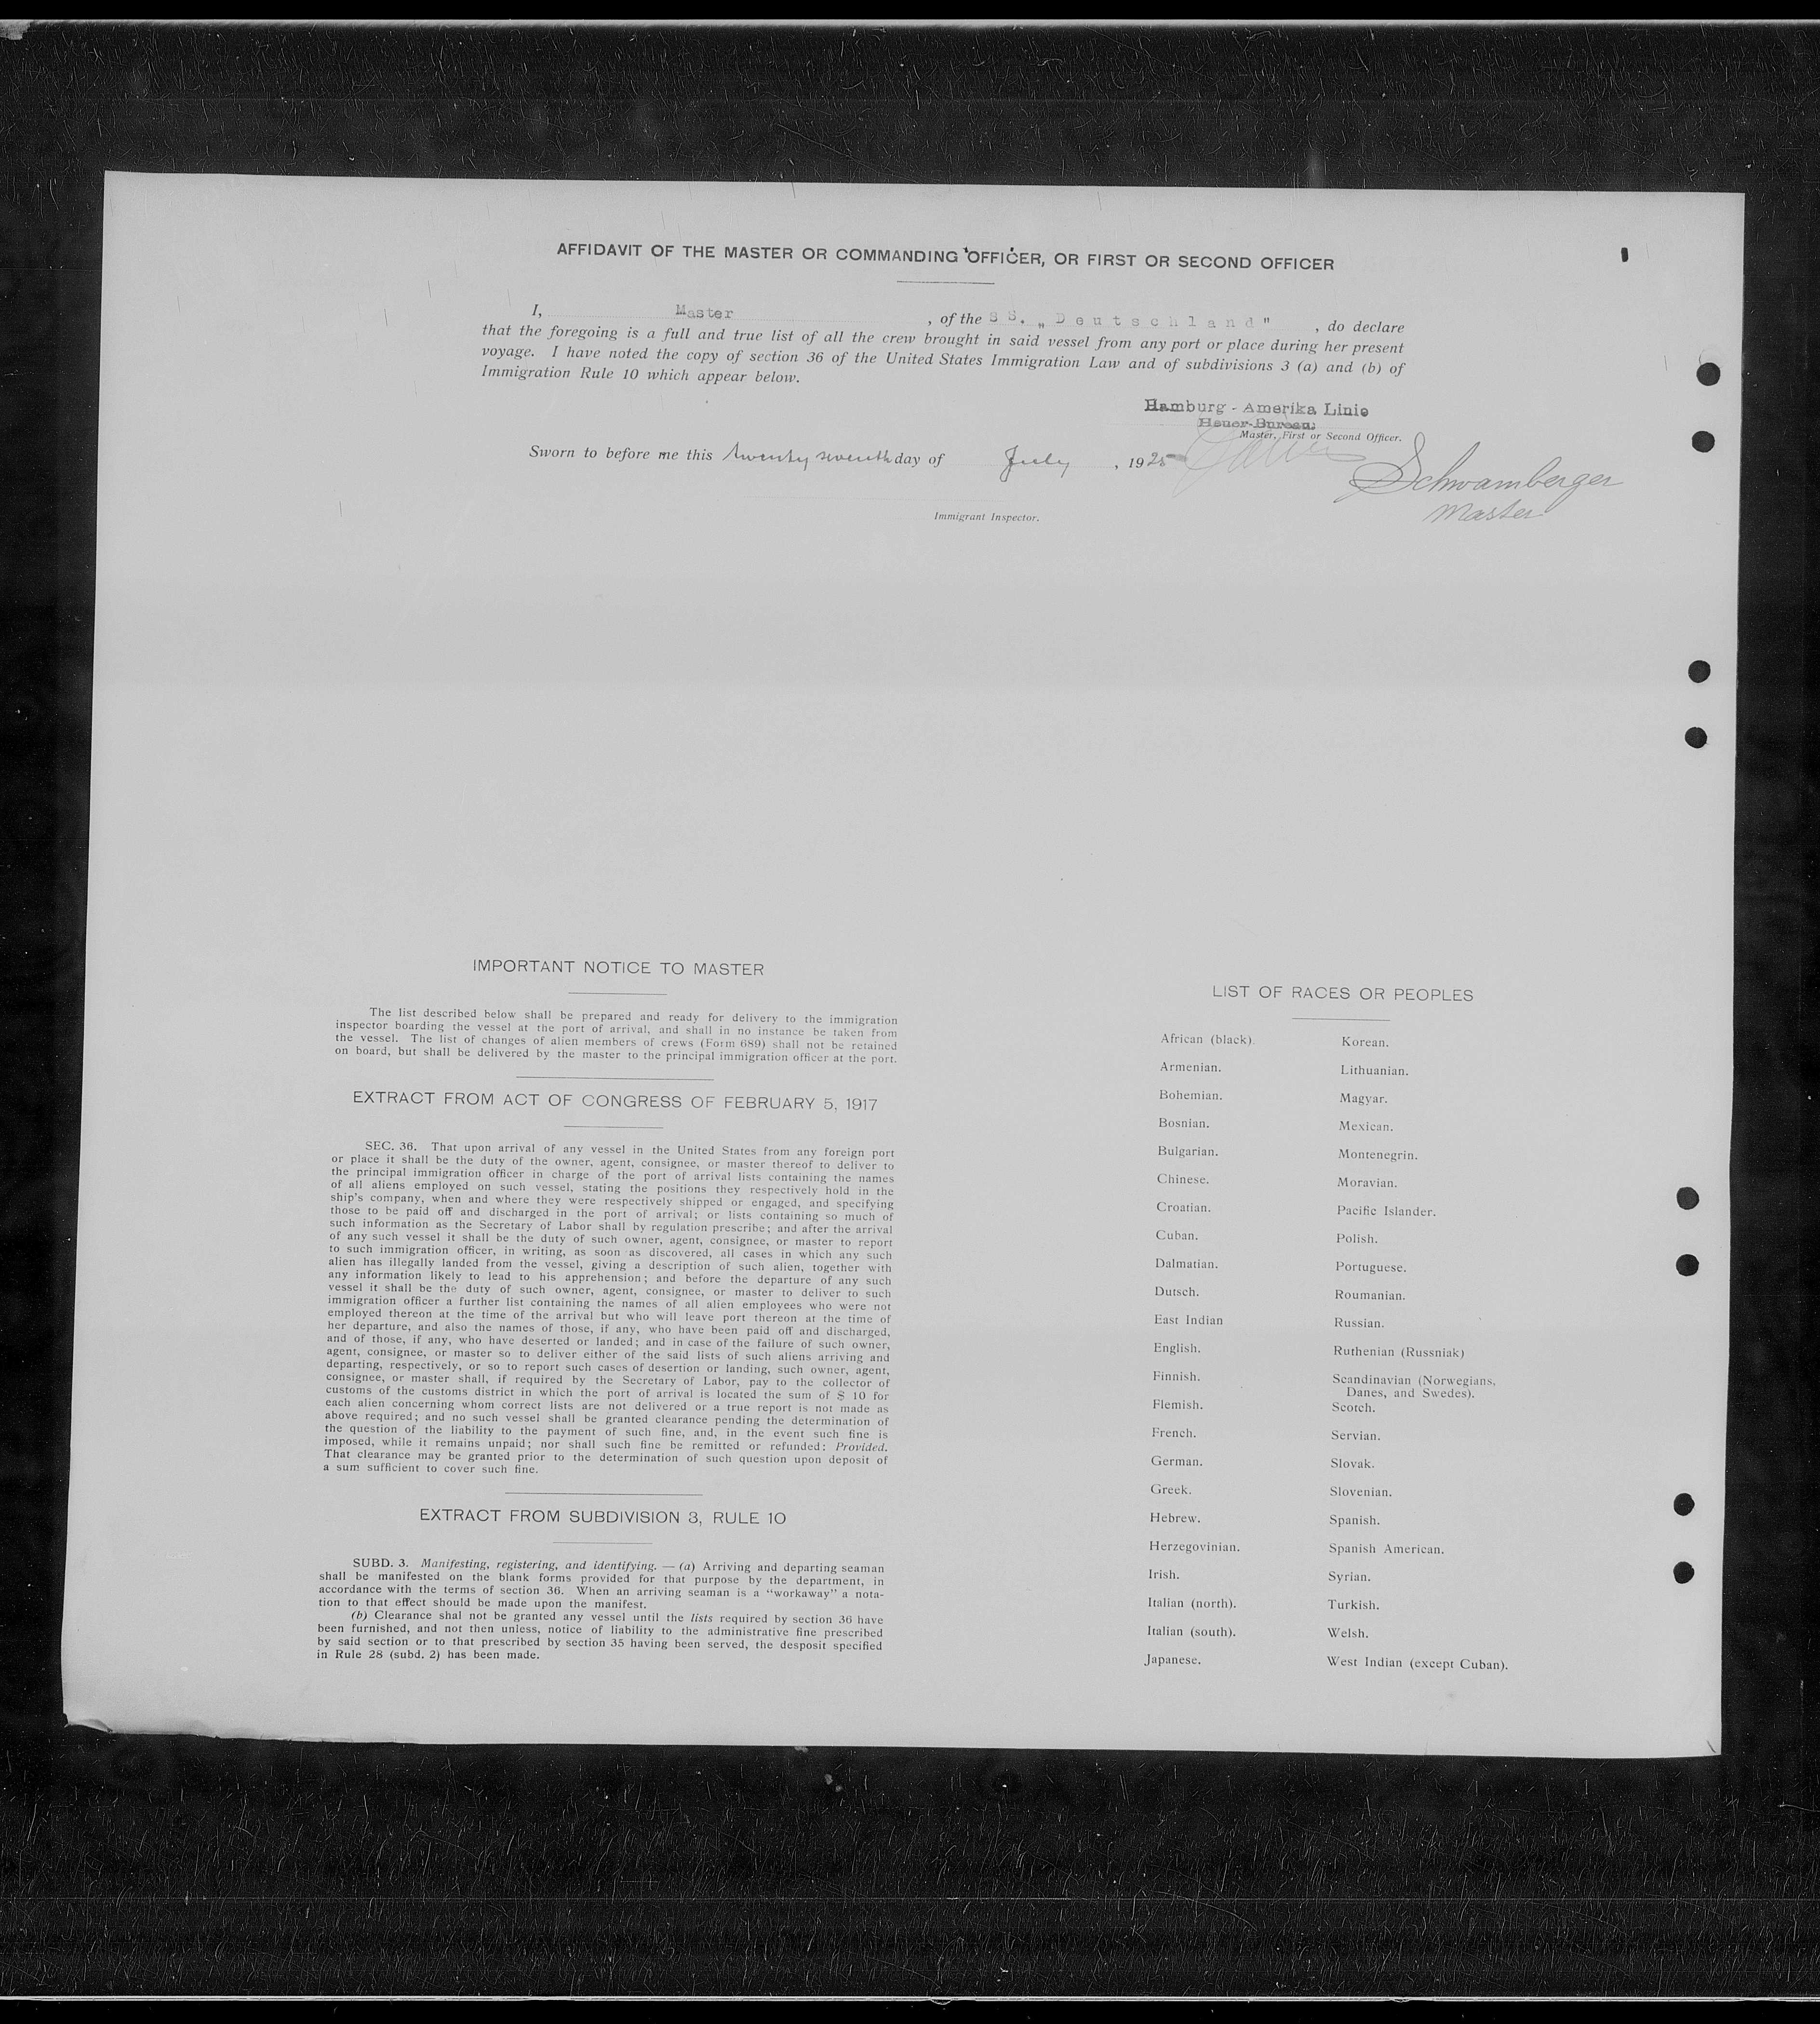 AFFIDAVIT OF THE MASTER OR COMMANDING OFFICER, OR FIRST OR SECOND OFFICER
I, Master, of the SS. „Deutschland", do declare
that the foregoing is a full and true list of all the crew brought in said vessel from any port or place during her present
voyage. I have noted the copy of section 36 of the United States Immigration Law and of subdivisions 3 (a) and (b) of
Immigration Rule 10 which appear below.
Hamburg - Amerika Linie
Heuer-Bureau
Master, First or Second Officer.
Sworn to before me this twenty seventh day of July, 1925
Schwamberger
Master
Immigrant Inspector.
IMPORTANT NOTICE TO MASTER
The list described below shall be prepared and ready for delivery to the immigration
inspector boarding the vessel at the port of arrival, and shall in no instance be taken from
the vessel. The list of changes of alien members of crews (Form 689) shall not be retained
on board, but shall be delivered by the master to the principal immigration officer at the port.
EXTRACT FROM ACT OF CONGRESS OF FEBRUARY 5, 1917
SEC. 36. That upon arrival of any vessel in the United States from any foreign port
or place it shall be the duty of the owner, agent, consignee, or master thereof to deliver to
the principal immigration officer in charge of the port of arrival lists containing the names
of all aliens employed on such vessel, stating the positions they respectively hold in the
ship's company, when and where they were respectively shipped or engaged, and specifying
those to be paid off and discharged in the port of arrival; or lists containing so much of
such information as the Secretary of Labor shall by regulation prescribe; and after the arrival
of any such vessel it shall be the duty of such owner, agent, consignee, or master to report
to such immigration officer, in writing, as soon as discovered, all cases in which any such
alien has illegally landed from the vessel, giving a description of such alien, together with
any information likely to lead to his apprehension; and before the departure of any such
vessel it shall be the duty of such owner, agent, consignee, or master to deliver to such
immigration officer a further list containing the names of all alien employees who were not
employed thereon at the time of the arrival but who will leave port thereon at the time of
her departure, and also the names of those, if any, who have been paid off and discharged,
and of those, if any, who have deserted or landed; and in case of the failure of such owner,
agent, consignee, or master so to deliver either of the said lists of such aliens arriving and
departing, respectively, or so to report such cases of desertion or landing, such owner, agent,
consignee, or master shall, if required by the Secretary of Labor, pay to the collector of
customs of the customs district in which the port of arrival is located the sum of $ 10 for
each alien concerning whom correct lists are not delivered or a true report is not made as
above required; and no such vessel shall be granted clearance pending the determination of
the question of the liability to the payment of such fine, and, in the event such fine is
imposed, while it remains unpaid; nor shall such fine be remitted or refunded: Provided.
That clearance may be granted prior to the determination of such question upon deposit of
a sum sufficient to cover such fine.
EXTRACT FROM SUBDIVISION 3, RULE 10
SUBD. 3. Manifesting, registering, and identifying. — (a) Arriving and departing seaman
shall be manifested on the blank forms provided for that purpose by the department, in
accordance with the terms of section 36. When an arriving seaman is a "workaway" a nota-
tion to that effect should be made upon the manifest.
(b) Clearance shal not be granted any vessel until the lists required by section 36 have
been furnished, and not then unless, notice of liability to the administrative fine prescribed
by said section or to that prescribed by section 35 having been served, the desposit specified
in Rule 28 (subd. 2) has been made.
LIST OF RACES OR PEOPLES
African (black).
Armenian.
Bohemian.
Bosnian.
Bulgarian.
Chinese.
Croatian.
Cuban.
Dalmatian.
Dutsch.
East Indian
English.
Finnish.
Flemish.
French.
German.
Greek.
Hebrew.
Herzegovinian.
Irish.
Italian (north).
Italian (south).
Japanese.
Korean.
Lithuanian.
Magyar.
Mexican.
Montenegrin.
Moravian.
Pacific Islander.
Polish.
Portuguese.
Roumanian.
Russian.
Ruthenian (Russniak)
Scandinavian (Norwegians,
Danes, and Swedes).
Scotch.
Servian.
Slovak.
Slovenian.
Spanish.
Spanish American.
Syrian.
Turkish.
Welsh.
West Indian (except Cuban).